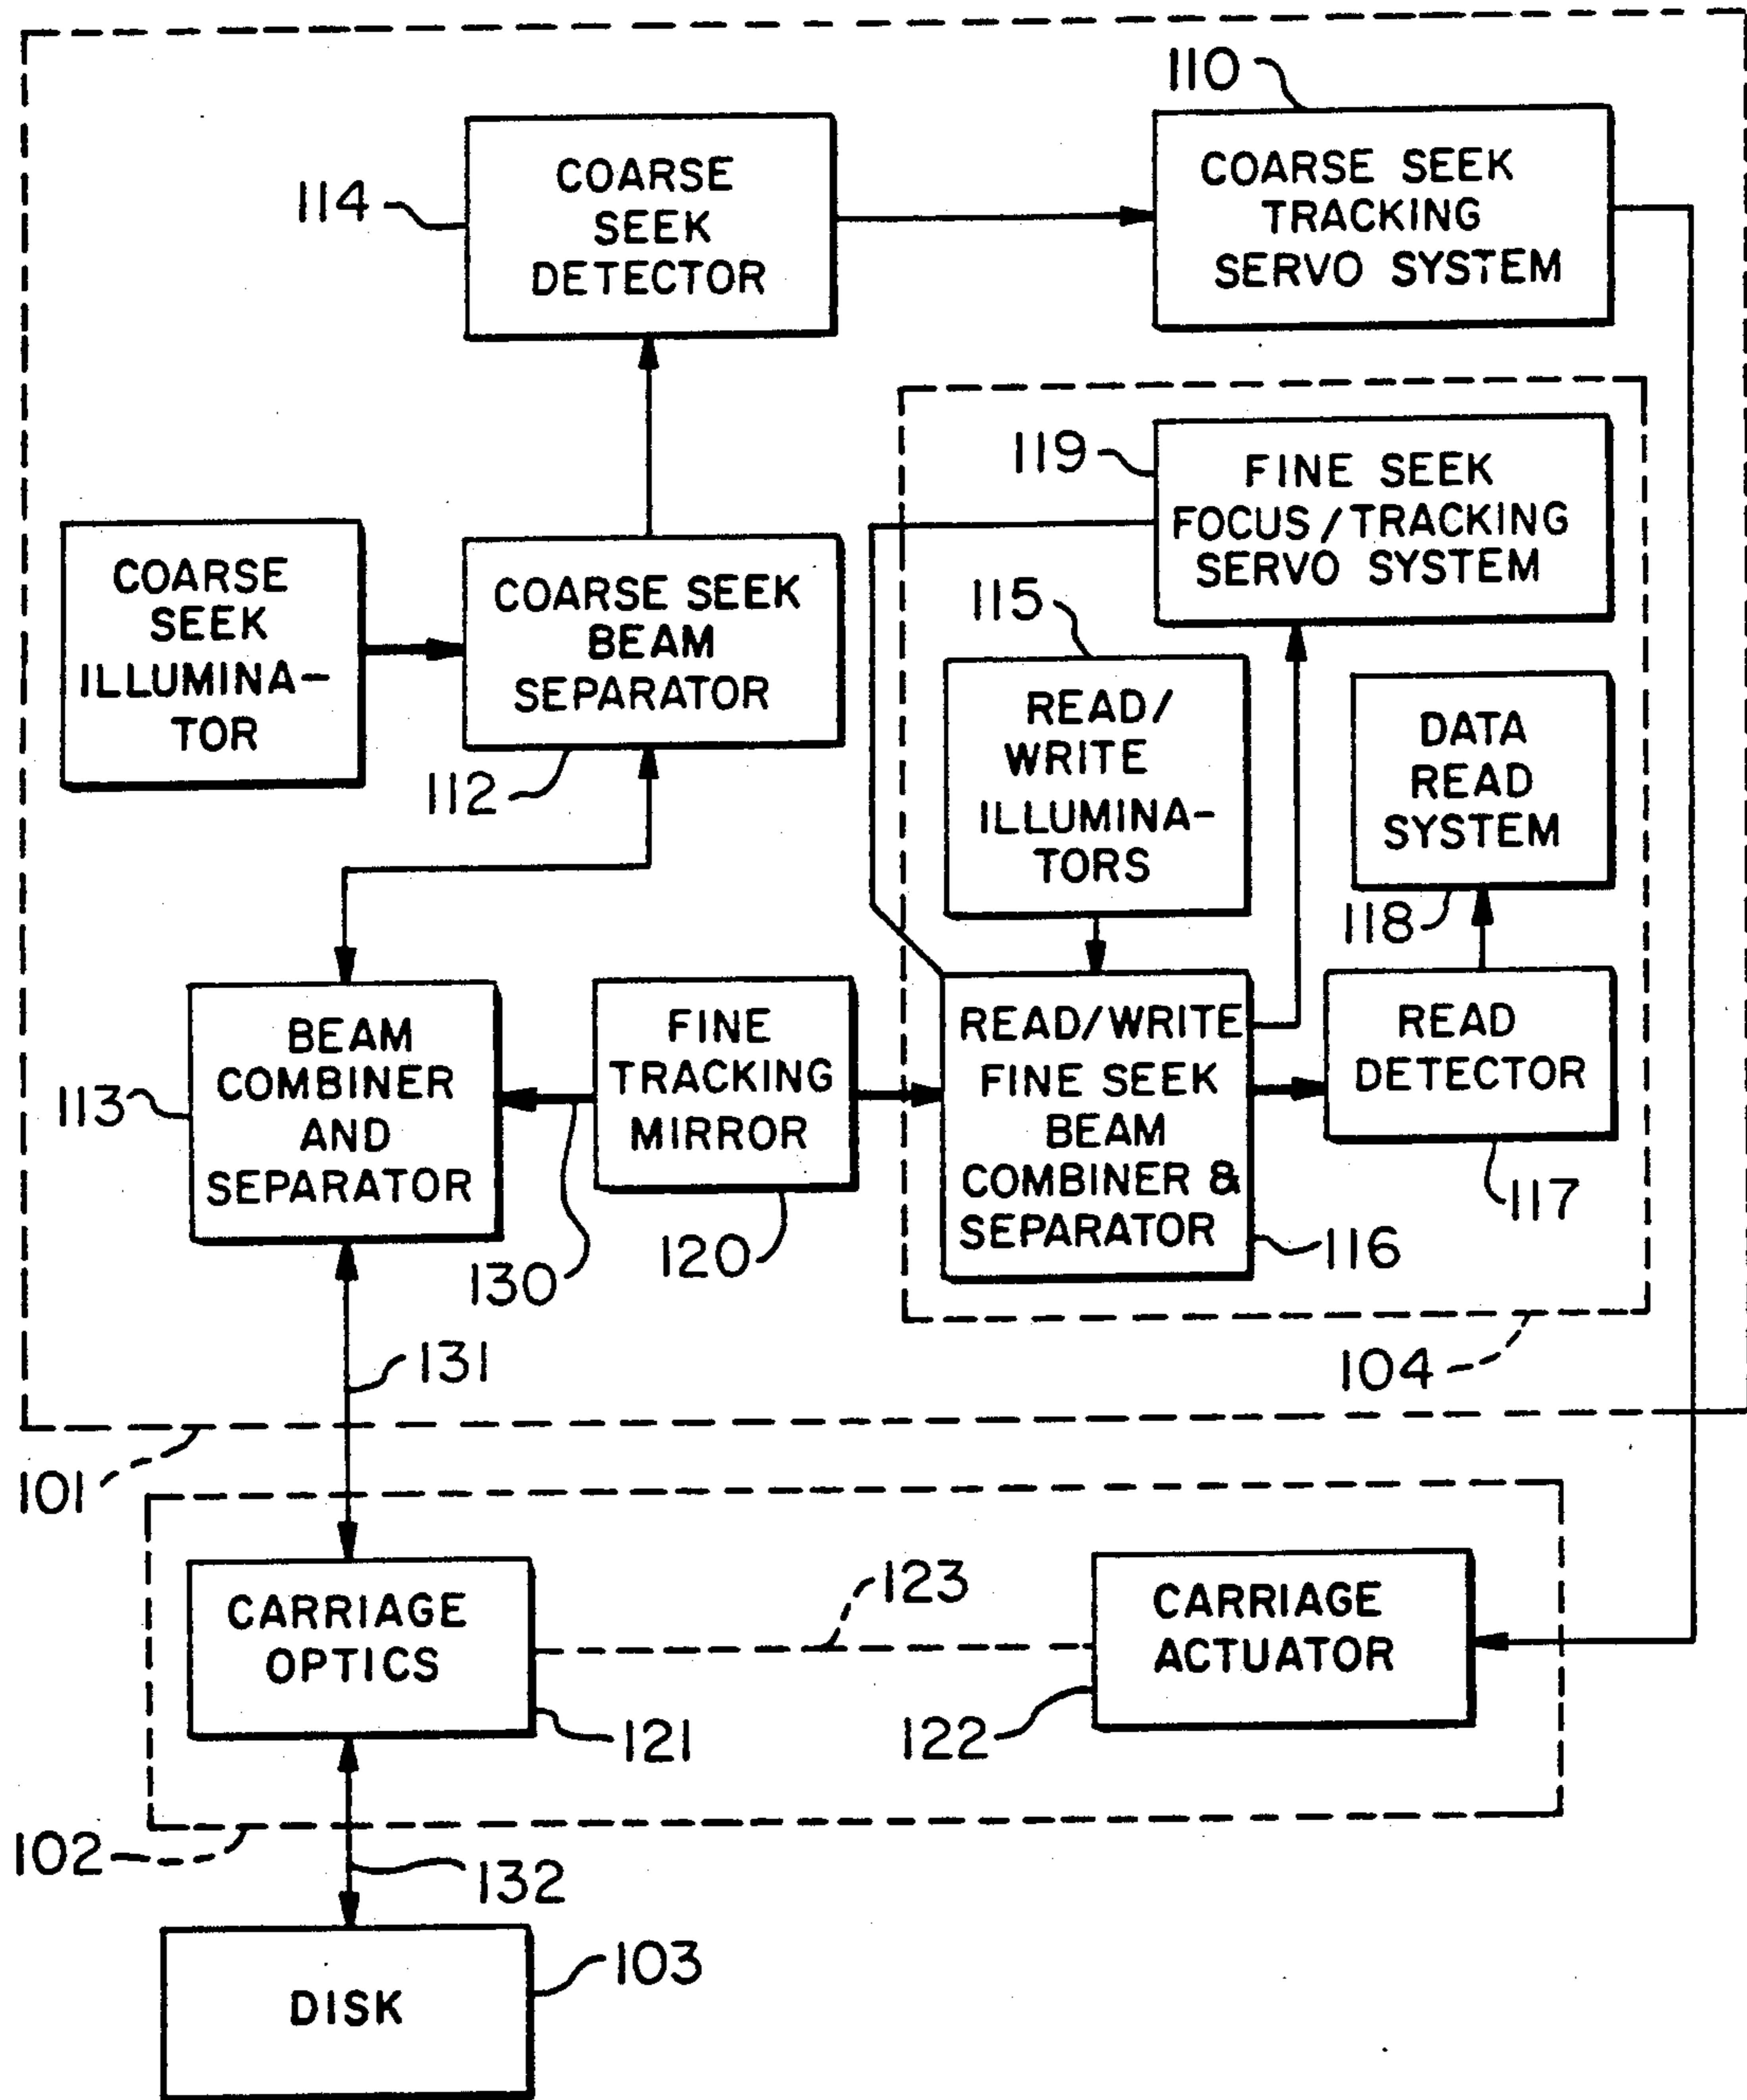 110
COARSE
SEEK
DETECTOR
114
COARSE SEEK
TRACKING
SERVO SYSTEM
119
FINE SEEK
FOCUS/TRACKING
SERVO SYSTEM
COARSE
SEEK
ILLUMINA-
TOR
COARSE SEEK
BEAM
SEPARATOR
112
115
READ/
WRITE
ILLUMINA-
TORS
DATA
READ
SYSTEM
118
BEAM
COMBINER
AND
SEPARATOR
113
FINE
TRACKING
MIRROR
130
120
READ/WRITE
FINE SEEK
BEAM
COMBINER &
SEPARATOR
116
READ
DETECTOR
117
131
104
101
CARRIAGE
OPTICS
121
123
CARRIAGE
ACTUATOR
122
102
132
DISK
103